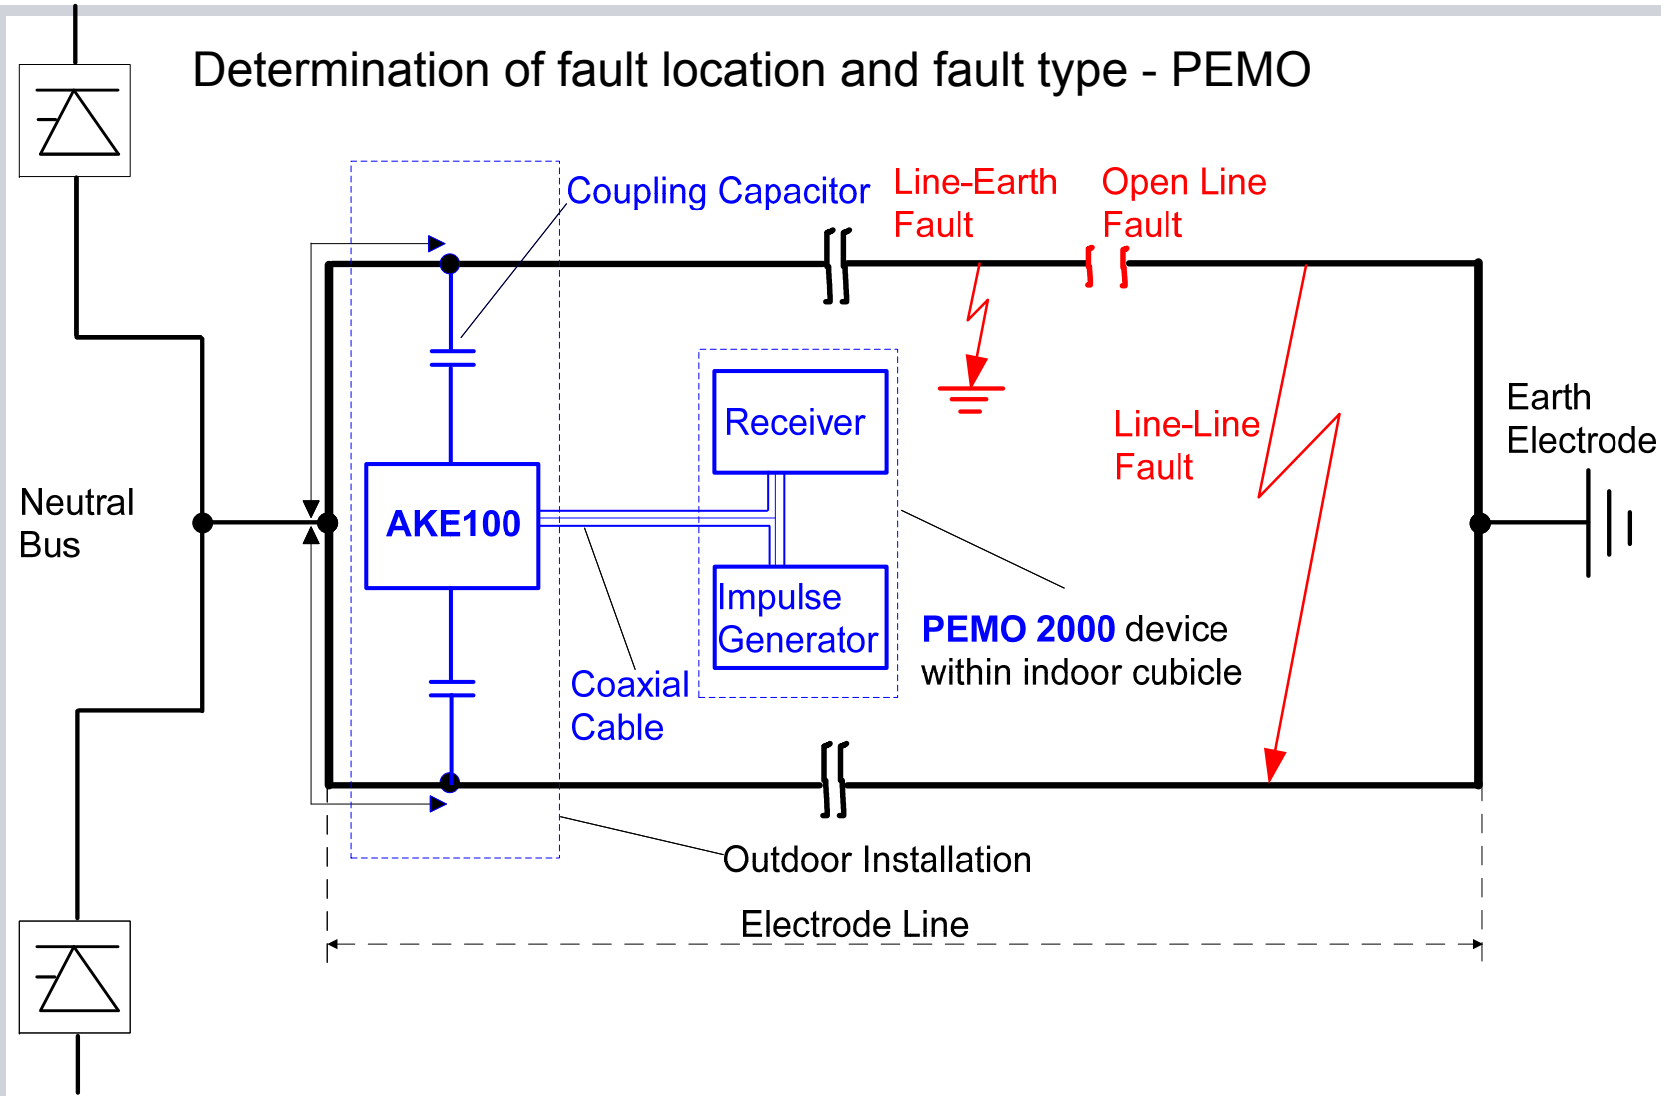 Determination of fault location and fault type - PEMO
Coupling Capacitor
Line-Earth
Fault
Open Line
Fault
Receiver
Earth
Electrode
Line-Line
Fault
Neutral
Bus
AKE100
Impulse
Generator
PEMO 2000 device
within indoor cubicle
Coaxial
Cable
Outdoor Installation
Electrode Line